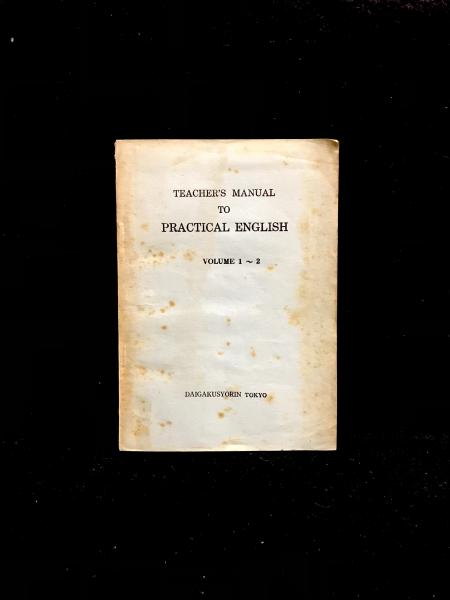 TEACHER'S MANUAL
TO
PRACTICAL ENGLISH
VOLUME 1 ~ 2
DAIGAKUSYORIN TOKYO